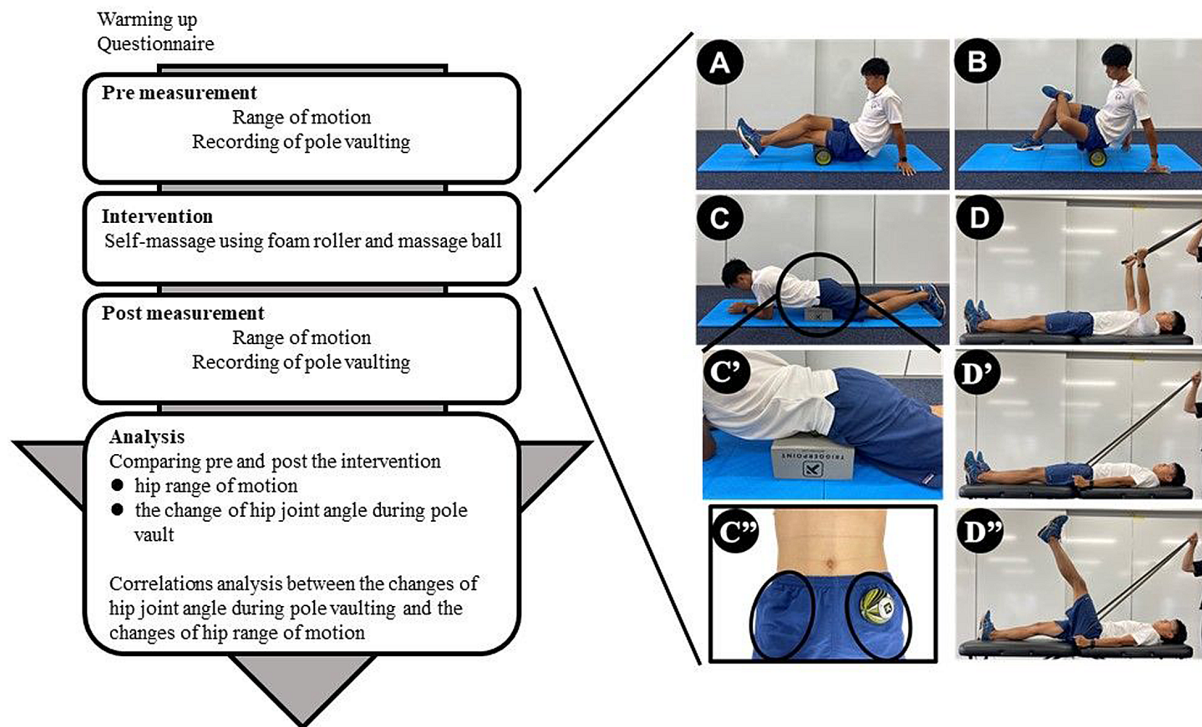 Warming up
Questionnaire
Pre measurement
Range of motion
Recording of pole vaulting
Intervention
Self-massage using foam roller and massage ball
Post measurement
Range of motion
Recording of pole vaulting
Analysis
Comparing pre and post the intervention
● hip range of motion
● the change of hip joint angle during pole
vault
Correlations analysis between the changes of
hip joint angle during pole vaulting and the
changes of hip range of motion
A
B
C
D
C’
TRIGGERPOINT
D’
C”
D”